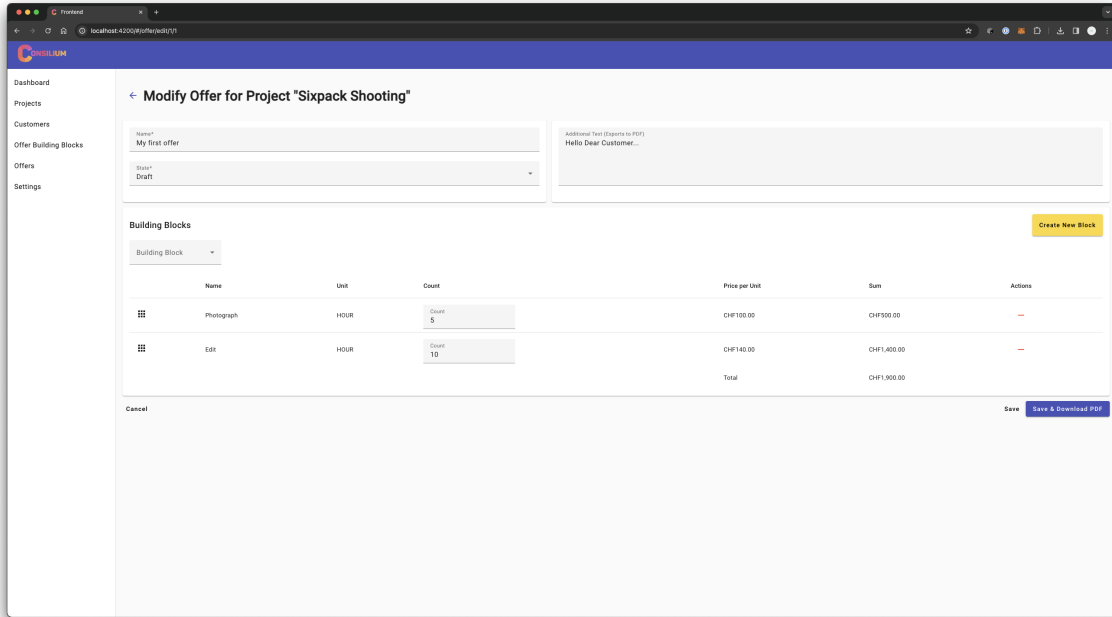 Frontend
localhost:4200/#/offer/edit/1/1
CONSILIUM
Dashboard
Projects
Customers
Offer Building Blocks
Offers
Settings
Modify Offer for Project "Sixpack Shooting"
Name*
My first offer
State*
Draft
Additional Text (Exports to PDF)
Hello Dear Customer...
Building Blocks
Create New Block
Building Block
Name Unit Count Price per Unit Sum Actions
Count
Photograph HOUR 5 CHF100.00 CHF500.00
Count
Edit HOUR 10 CHF140.00 CHF1,400.00
Total CHF1,900.00
Cancel Save Save & Download PDF